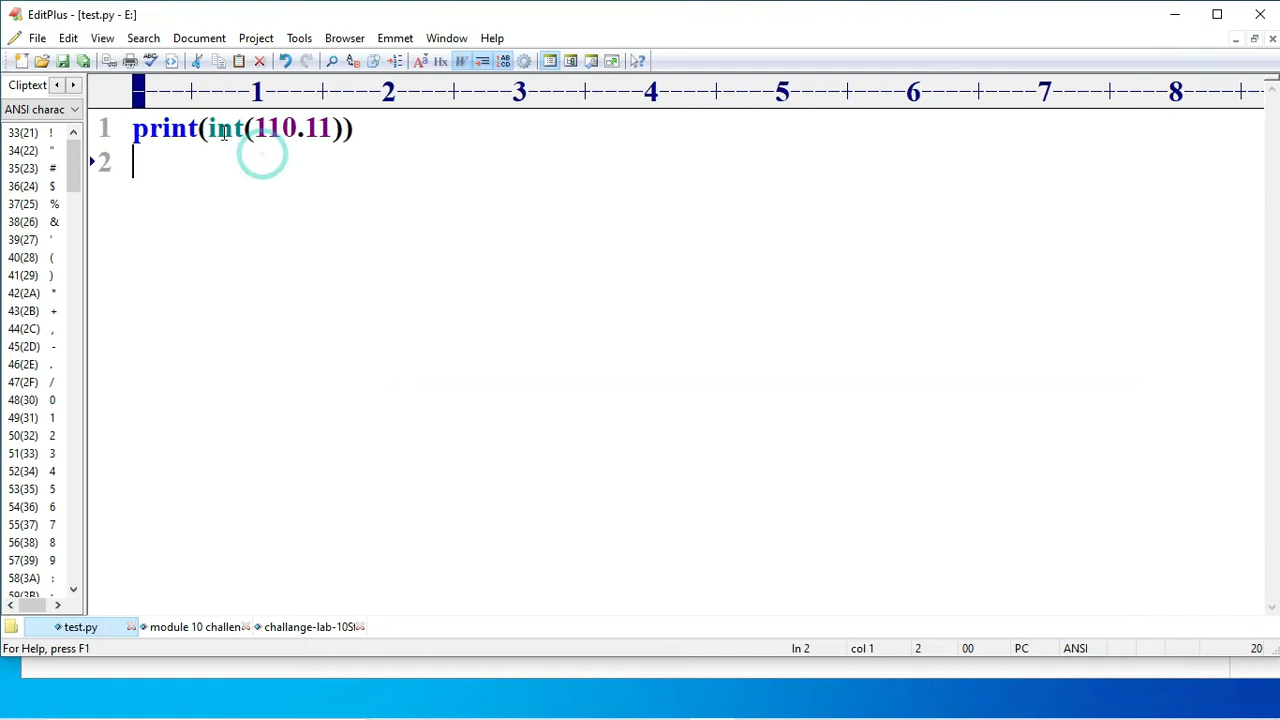 EditPlus - [test.py - E:]
File Edit View Search Document Project Tools Browser Emmet Window Help
Cliptext
1 2 3 4 5 6 7 8
ANSI charac
1 print(int(110.11))
2
33(21) !
34(22) "
35(23) #
36(24) $
37(25) %
38(26) &
39(27) '
40(28) (
41(29) )
42(2A) *
43(2B) +
44(2C) ,
45(2D) -
46(2E) .
47(2F) /
48(30) 0
49(31) 1
50(32) 2
51(33) 3
52(34) 4
53(35) 5
54(36) 6
55(37) 7
56(38) 8
57(39) 9
58(3A) :
59(3B) ;
test.py module 10 challen challange-lab-10St
For Help, press F1 ln 2 col 1 2 00 PC ANSI 20